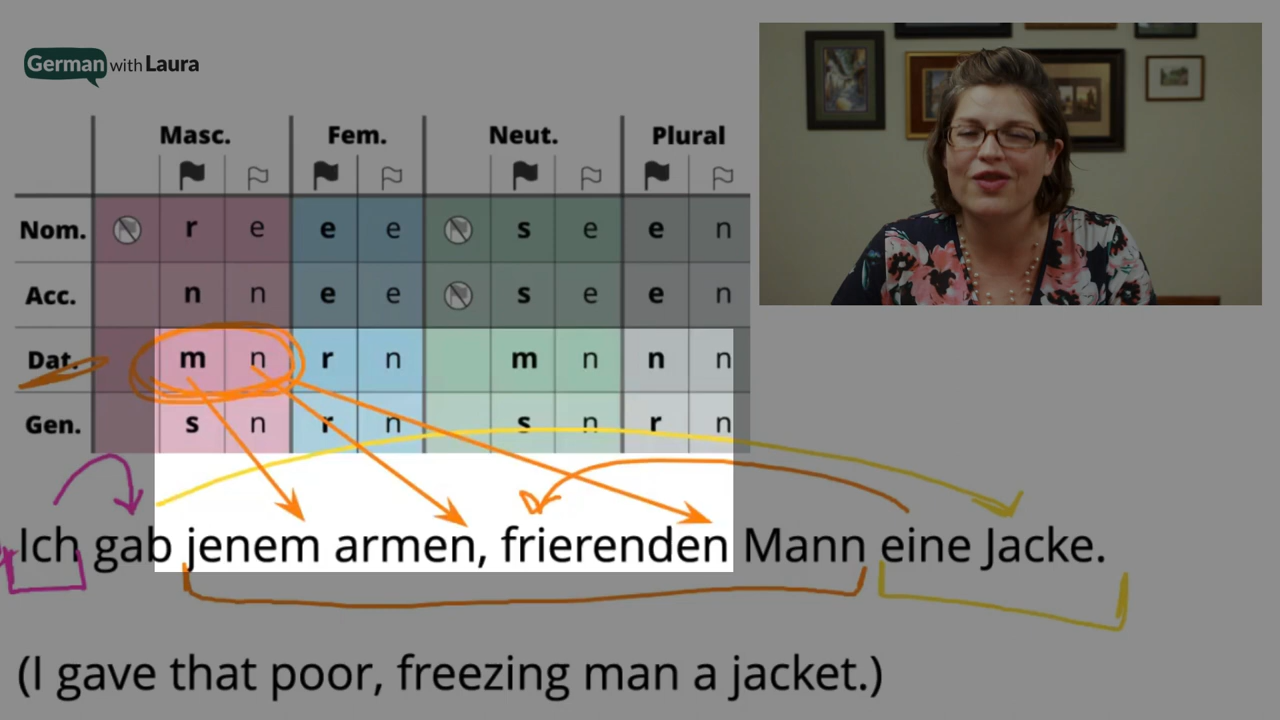 German with Laura
Masc. Fem. Neut. Plural
Nom. r e e e s e e n
Acc. n n e e s e e n
Dat. m n r n m n n n
Gen. s n r n s n r n
Ich gab jenem armen, frierenden Mann eine Jacke.
(I gave that poor, freezing man a jacket.)